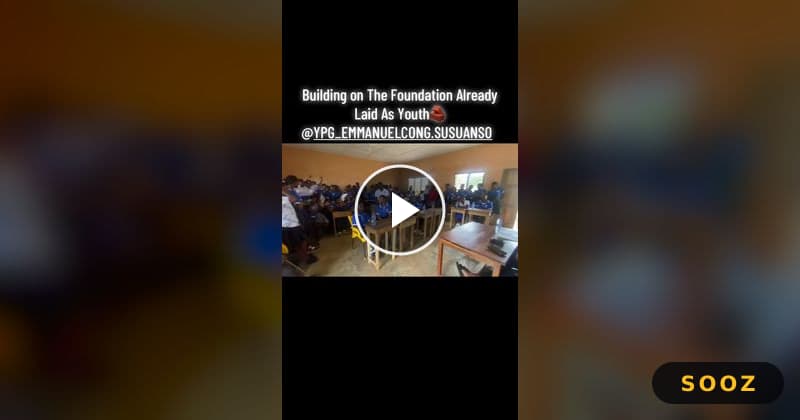 Building on The Foundation Already
Laid As Youth
@YPG_EMMANUELCONG.SUSUANSO
SOOZ